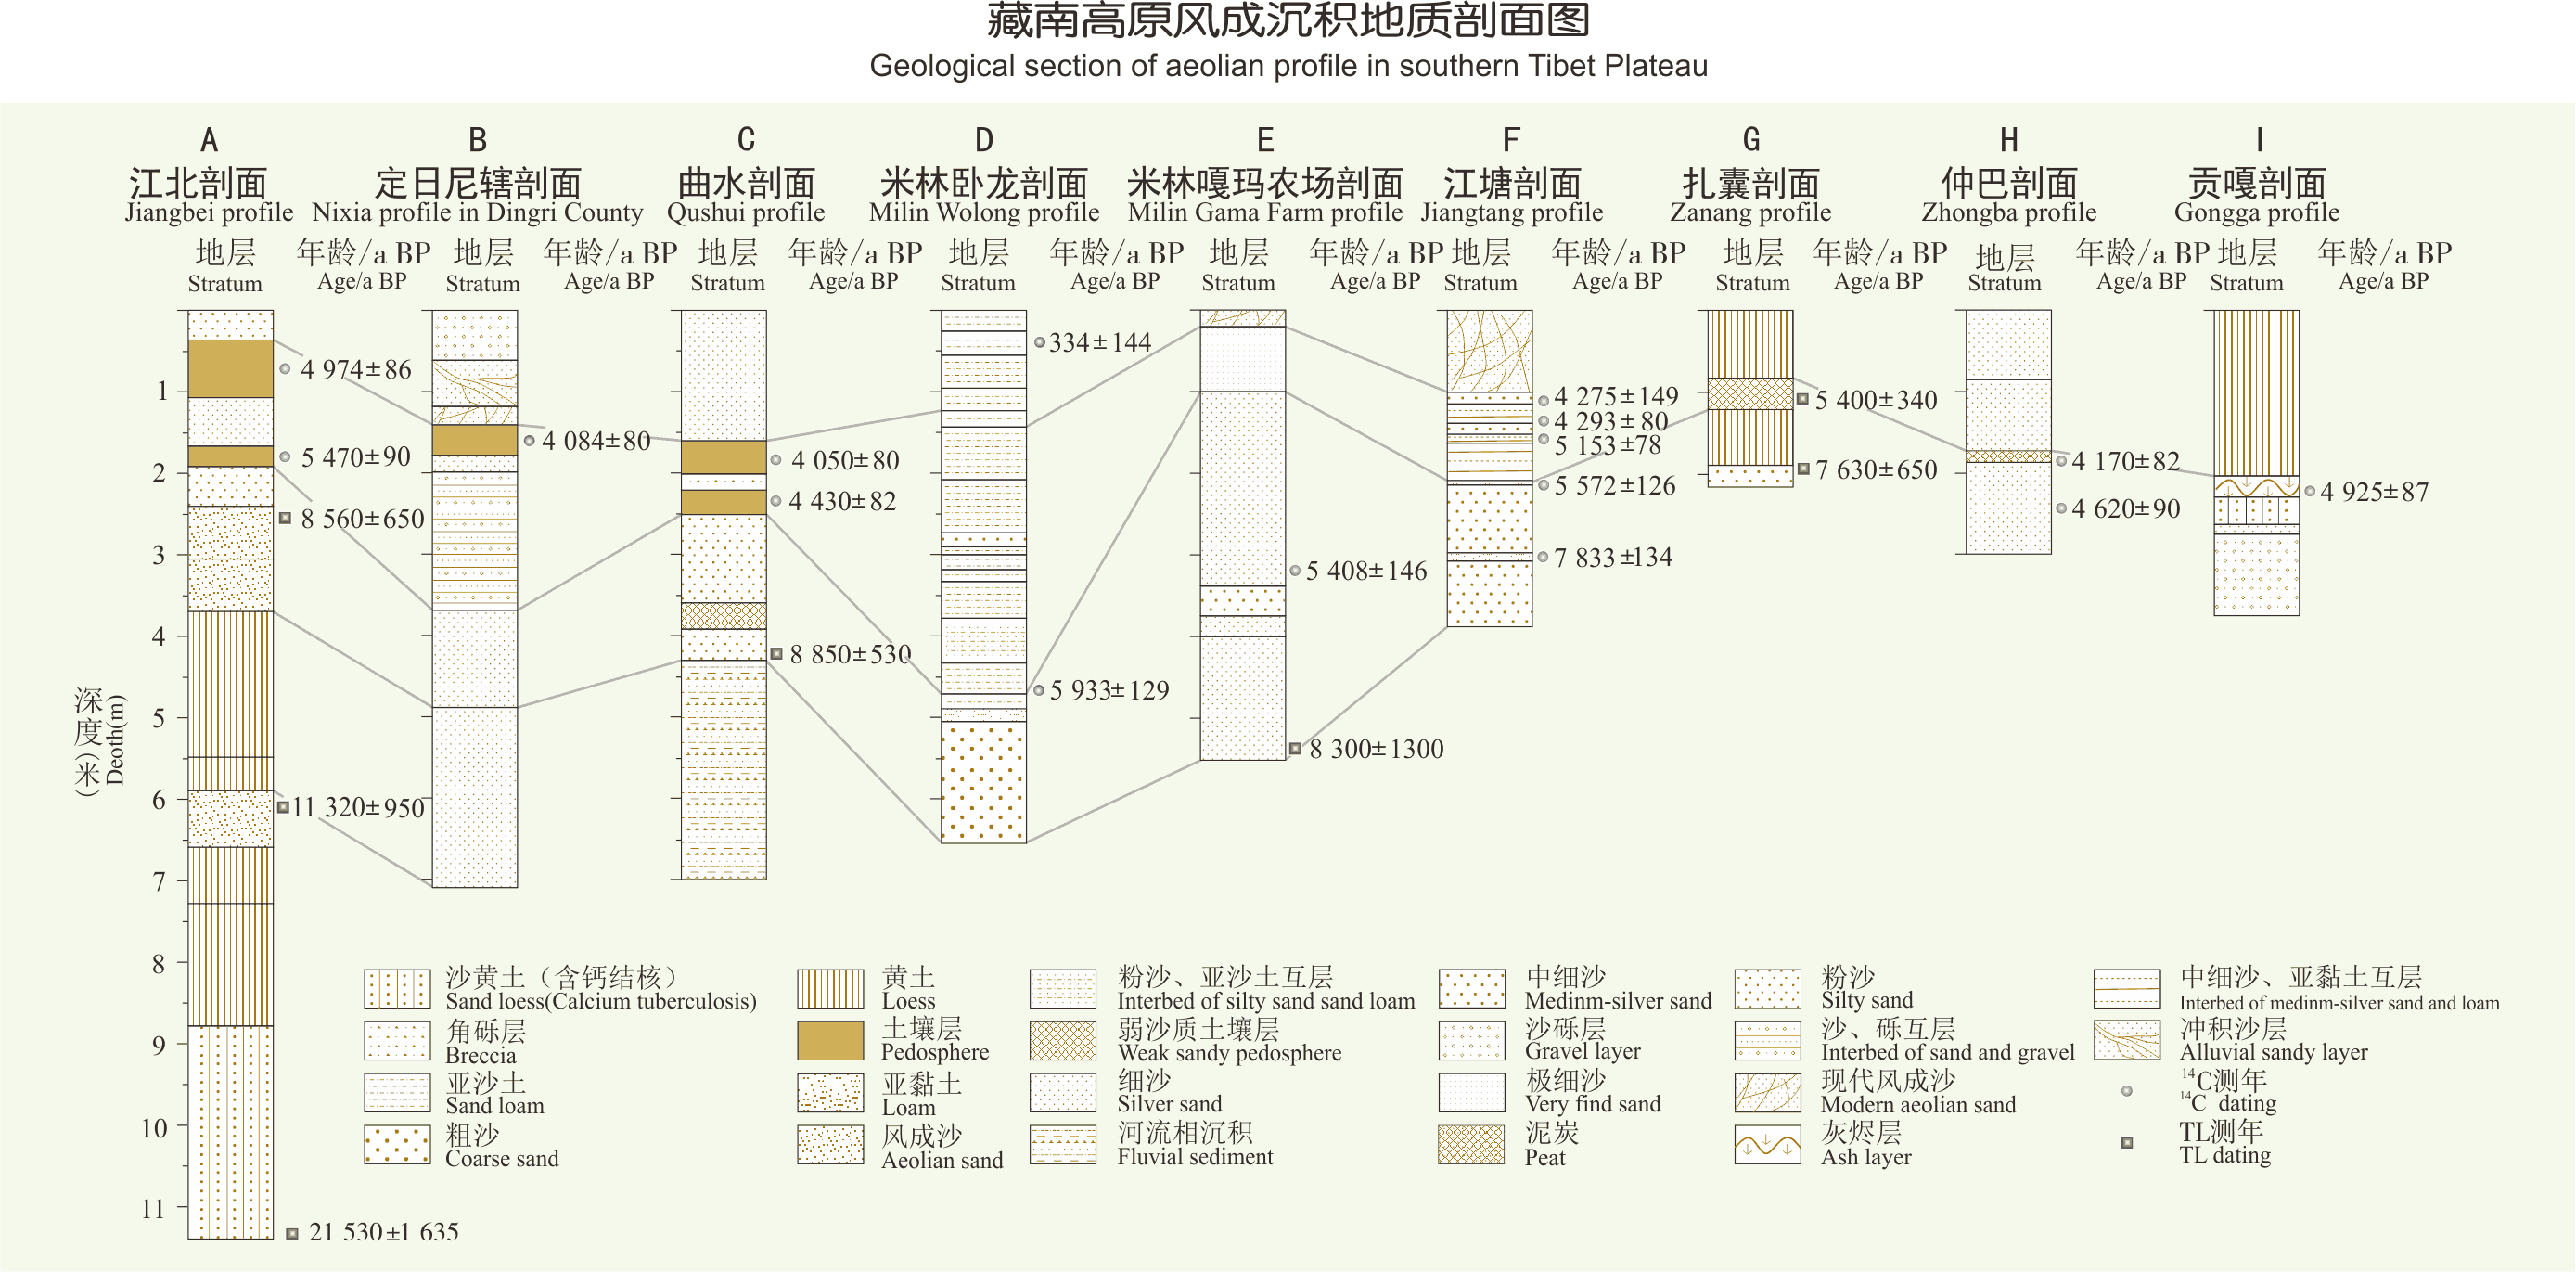 藏南高原风成沉积地质剖面图
Geological section of aeolian profile in southern Tibet Plateau
A B C D E F G H I
江北剖面 定日尼辖剖面 曲水剖面 米林卧龙剖面 米林嘎玛农场剖面 江塘剖面 扎囊剖面 仲巴剖面 贡嘎剖面
Jiangbei profile Nixia profile in Dingri County Qushui profile Milin Wolong profile Milin Gama Farm profile Jiangtang profile Zanang profile Zhongba profile Gongga profile
地层 年龄/a BP 地层 年龄/a BP 地层 年龄/a BP 地层 年龄/a BP 地层 年龄/a BP 地层 年龄/a BP 地层 年龄/a BP 地层 年龄/a BP 地层 年龄/a BP
Stratum Age/a BP Stratum Age/a BP Stratum Age/a BP Stratum Age/a BP Stratum Age/a BP Stratum Age/a BP Stratum Age/a BP Stratum Age/a BP Stratum Age/a BP
深度(米)
Deoth(m)
1
2
3
4
5
6
7
8
9
10
11
4 974±86
5 470±90
8 560±650
11 320±950
21 530±1 635
4 084±80
4 050±80
4 430±82
8 850±530
334±144
5 933±129
5 408±146
8 300±1300
4 275±149
4 293±80
5 153±78
5 572±126
7 833±134
5 400±340
7 630±650
4 170±82
4 620±90
4 925±87
沙黄土（含钙结核）
Sand loess(Calcium tuberculosis)
角砾层
Breccia
亚沙土
Sand loam
粗沙
Coarse sand
黄土
Loess
土壤层
Pedosphere
亚黏土
Loam
风成沙
Aeolian sand
粉沙、亚沙土互层
Interbed of silty sand sand loam
弱沙质土壤层
Weak sandy pedosphere
细沙
Silver sand
河流相沉积
Fluvial sediment
中细沙
Medinm-silver sand
沙砾层
Gravel layer
极细沙
Very find sand
泥炭
Peat
粉沙
Silty sand
沙、砾互层
Interbed of sand and gravel
现代风成沙
Modern aeolian sand
灰烬层
Ash layer
中细沙、亚黏土互层
Interbed of medinm-silver sand and loam
冲积沙层
Alluvial sandy layer
¹⁴C测年
¹⁴C dating
TL测年
TL dating